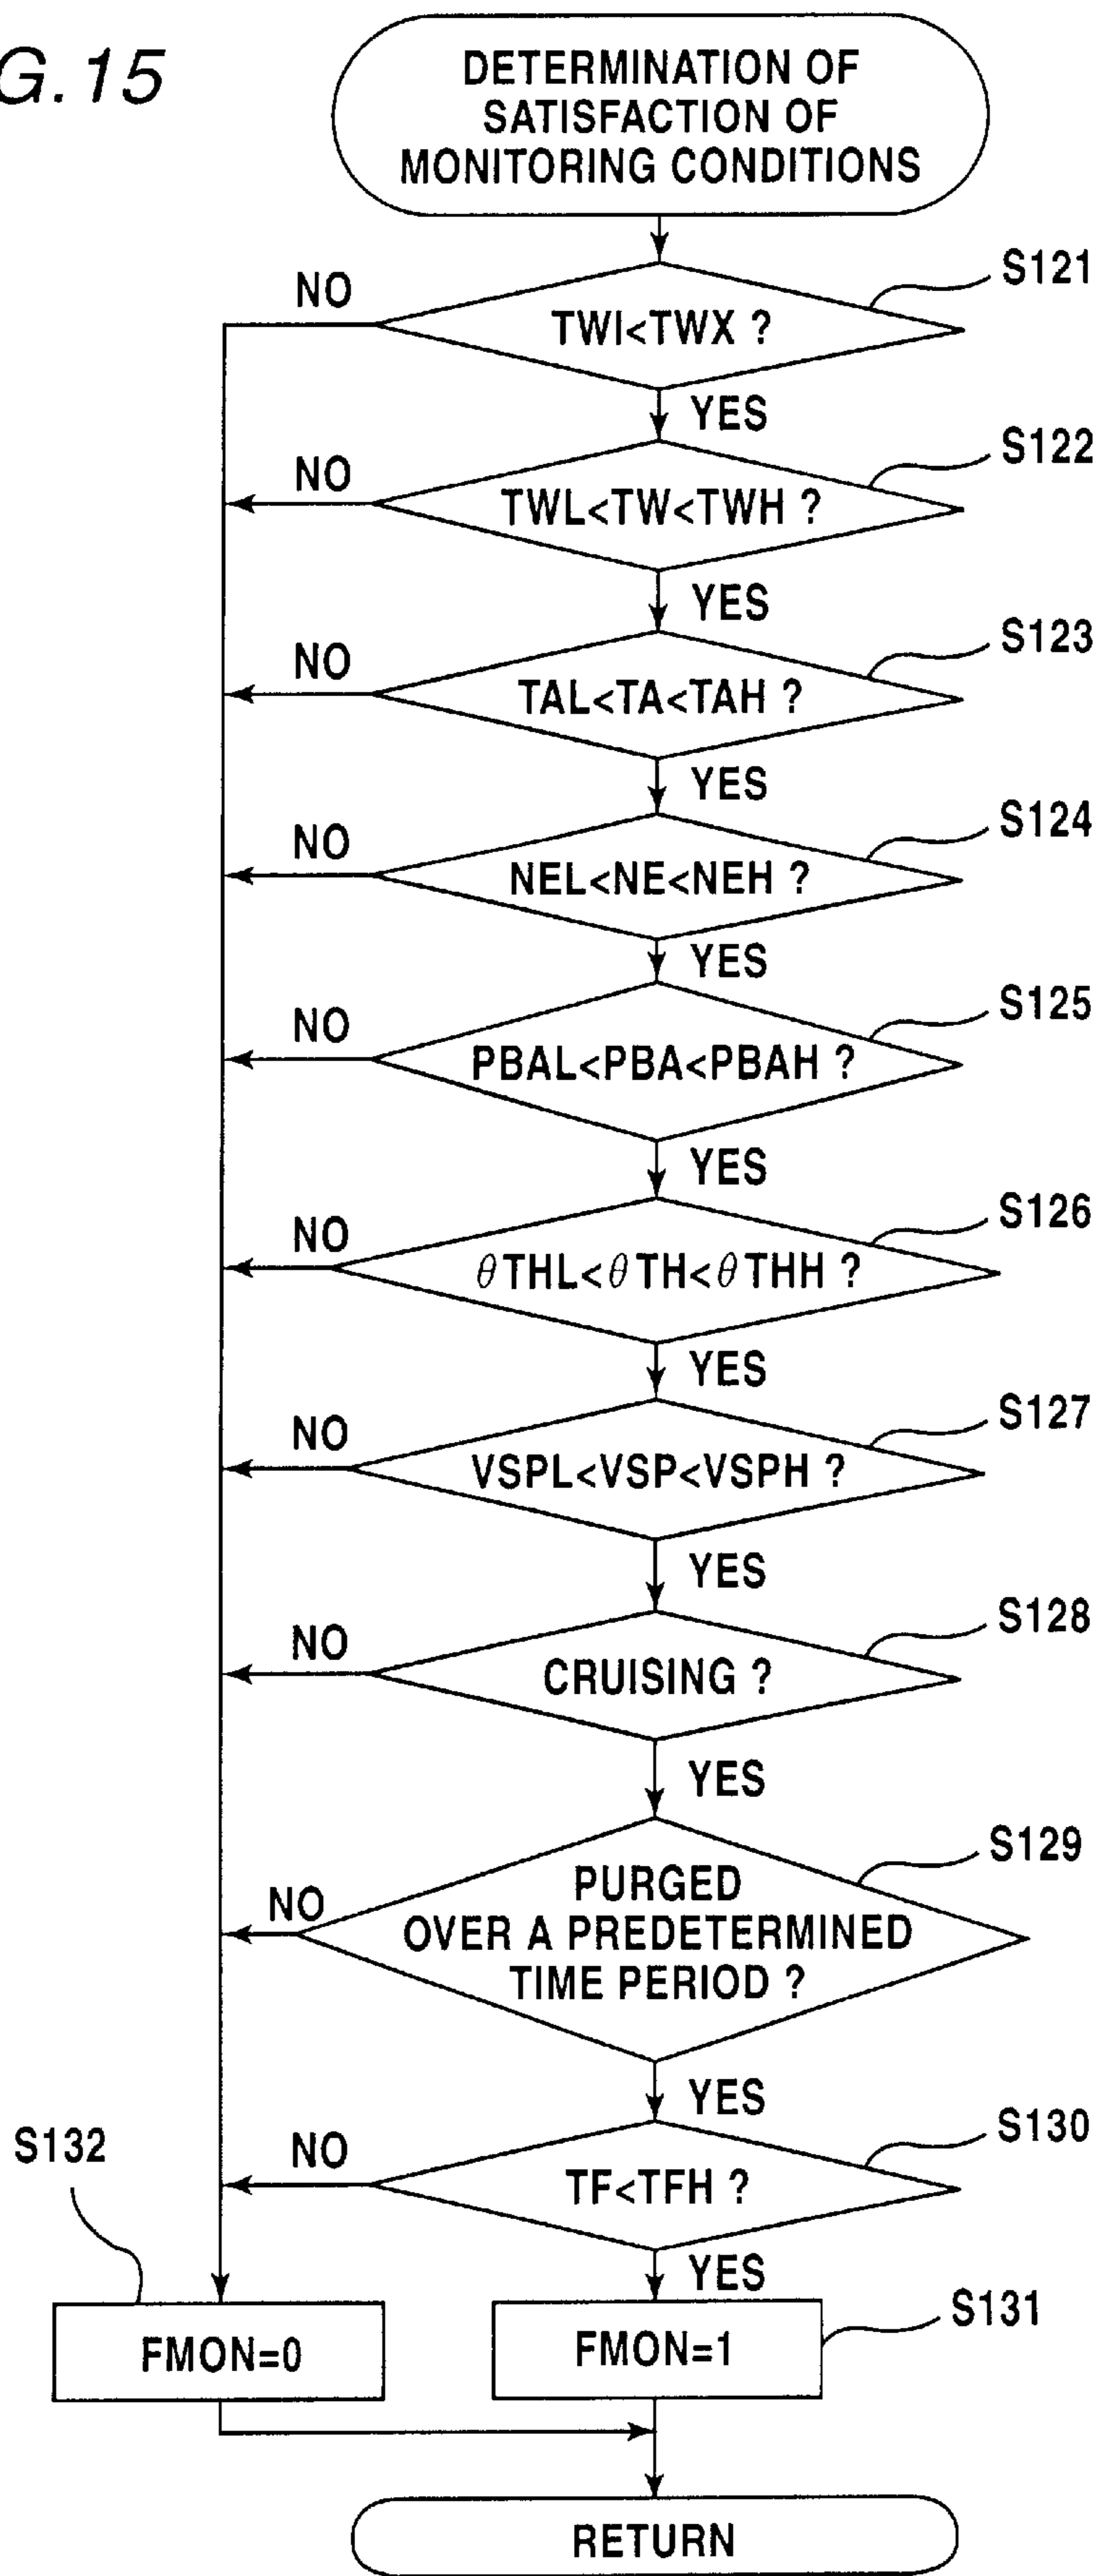 G.15
DETERMINATION OF
SATISFACTION OF
MONITORING CONDITIONS
S121
NO
TWI<TWX ?
YES
S122
NO
TWL<TW<TWH ?
YES
S123
NO
TAL<TA<TAH ?
YES
S124
NO
NEL<NE<NEH ?
YES
S125
NO
PBAL<PBA<PBAH ?
YES
S126
NO
θTHL<θTH<θTHH ?
YES
S127
NO
VSPL<VSP<VSPH ?
YES
S128
NO
CRUISING ?
YES
S129
NO
PURGED
OVER A PREDETERMINED
TIME PERIOD ?
YES
S130
S132
NO
TF<TFH ?
YES
S131
FMON=0
FMON=1
RETURN